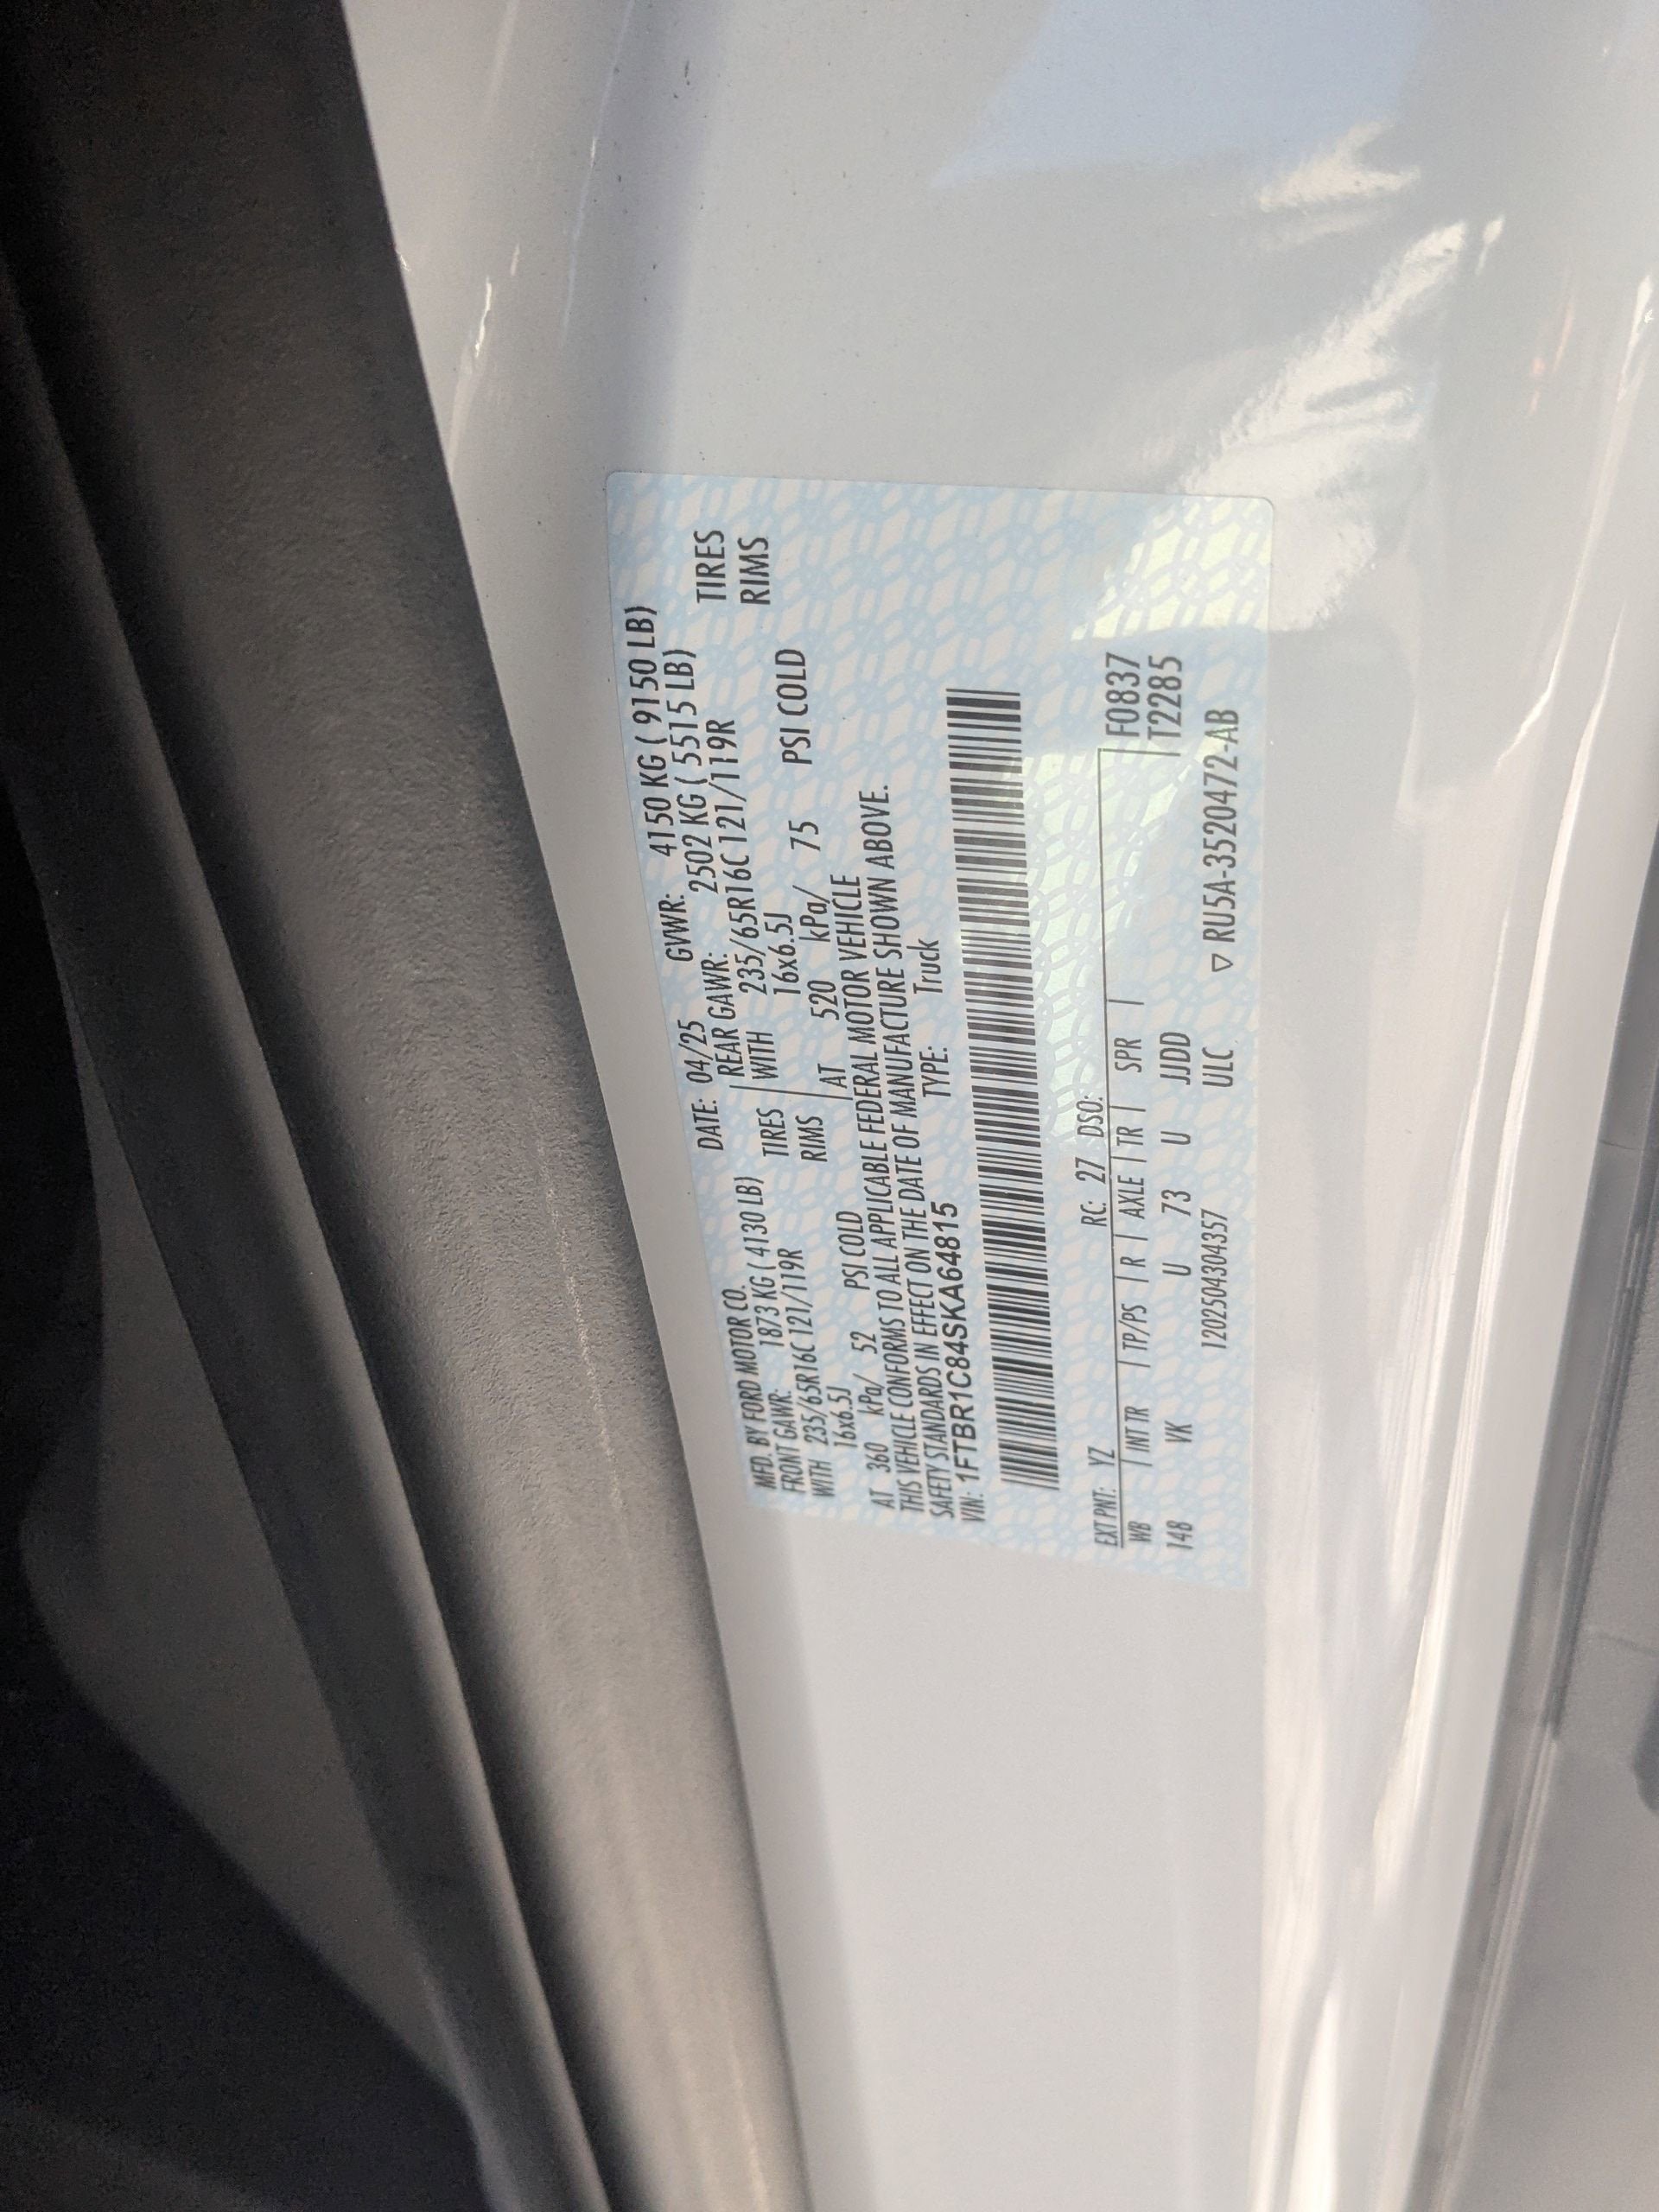 MFD. BY FORD MOTOR CO. DATE: 04/25 GVWR: 4150 KG ( 9150 LB)
FRONT GAWR: 1873 KG ( 4130 LB) REAR GAWR: 2502 KG ( 5515 LB)
WITH 235/65R16C 121/119R TIRES WITH 235/65R16C 121/119R TIRES
16x6.5J RIMS 16x6.5J RIMS
AT 360 kPa/ 52 PSI COLD AT 520 kPa/ 75 PSI COLD
THIS VEHICLE CONFORMS TO ALL APPLICABLE FEDERAL MOTOR VEHICLE
SAFETY STANDARDS IN EFFECT ON THE DATE OF MANUFACTURE SHOWN ABOVE.
VIN: 1FTBR1C84SKA64815 TYPE: Truck
EXT PNT: YZ RC: 27 DSO:
WB | INT TR | TP/PS | R | AXLE | TR | SPR | F0837
148 VK U 73 U JJDD T2285
1202504304357 ULC ▽ RU5A-3520472-AB